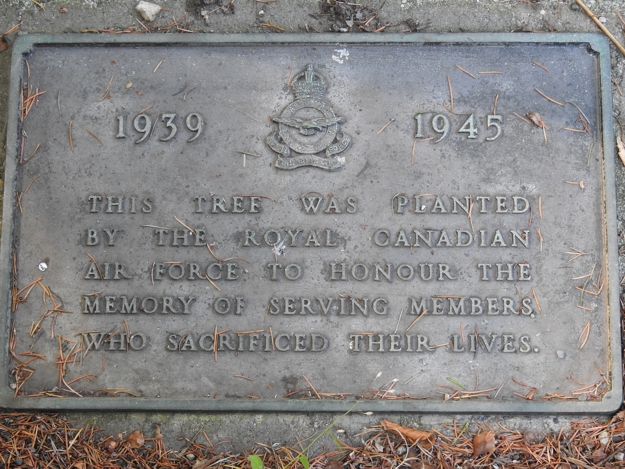 1939 1945
THIS TREE WAS PLANTED
BY THE ROYAL CANADIAN
AIR FORCE TO HONOUR THE
MEMORY OF SERVING MEMBERS
WHO SACRIFICED THEIR LIVES.